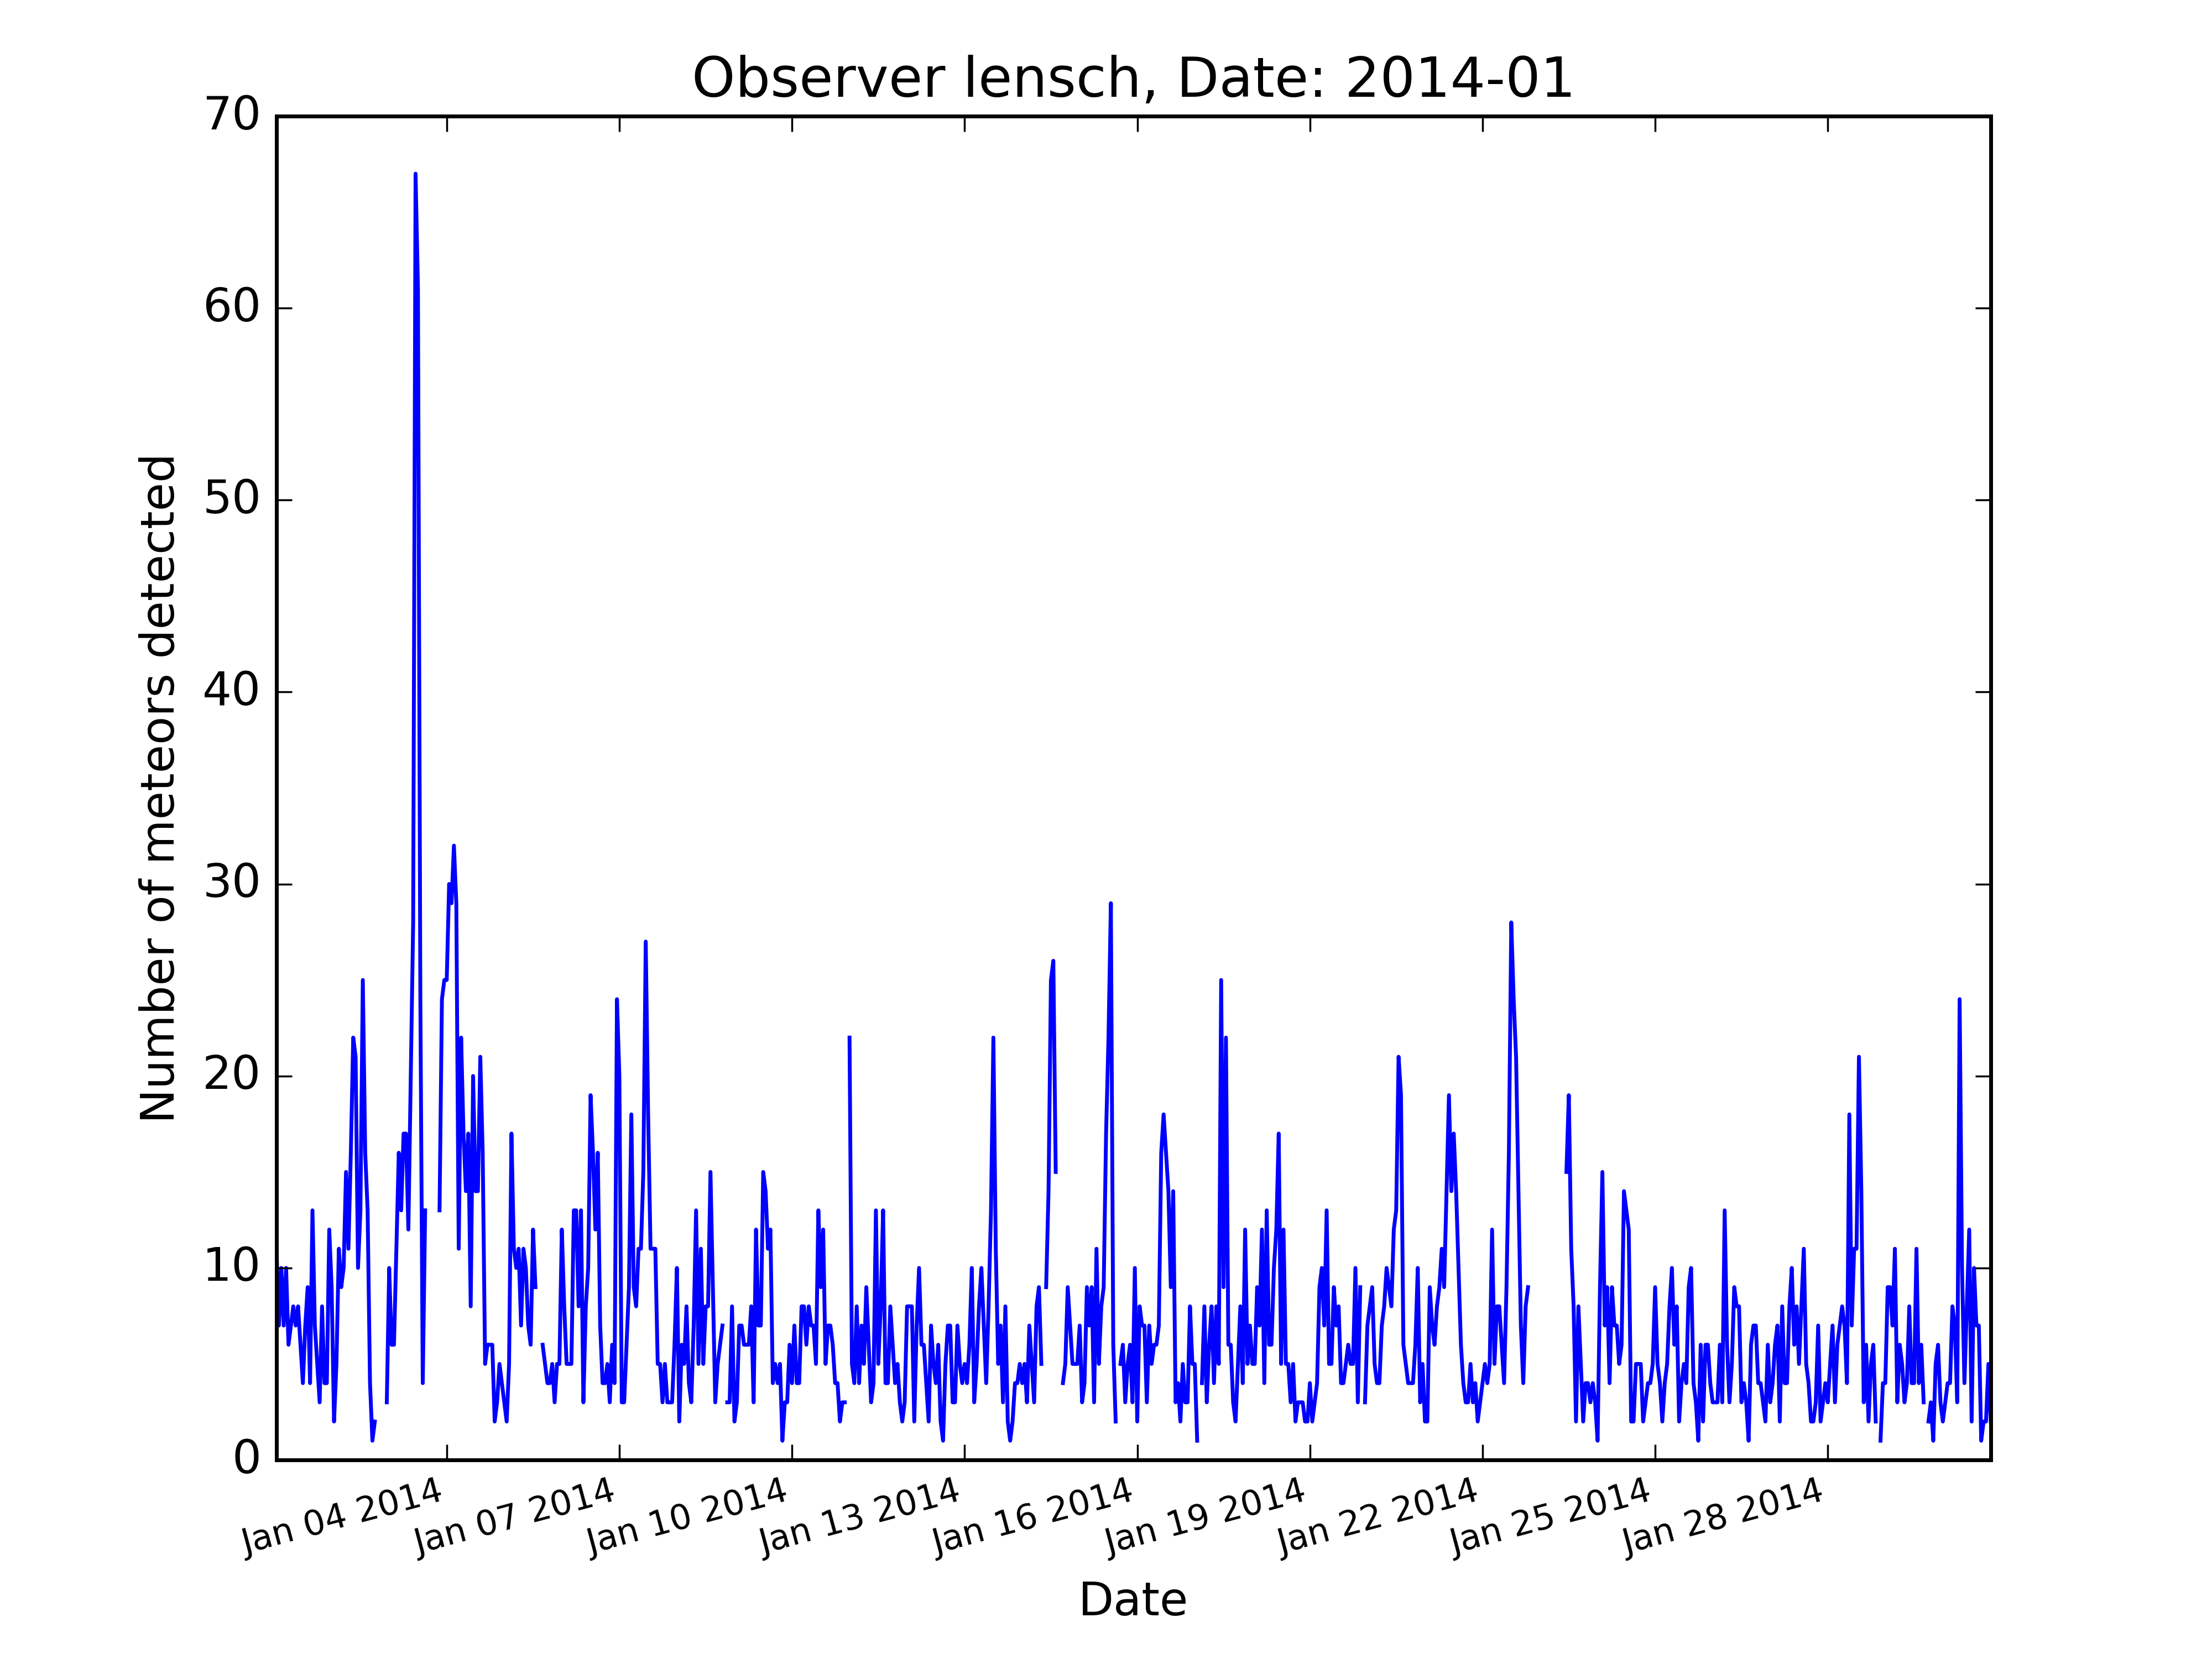 Observer lensch, Date: 2014-01
Number of meteors detected
70
60
50
40
30
20
10
0
Jan 04 2014
Jan 07 2014
Jan 10 2014
Jan 13 2014
Jan 16 2014
Jan 19 2014
Jan 22 2014
Jan 25 2014
Jan 28 2014
Date